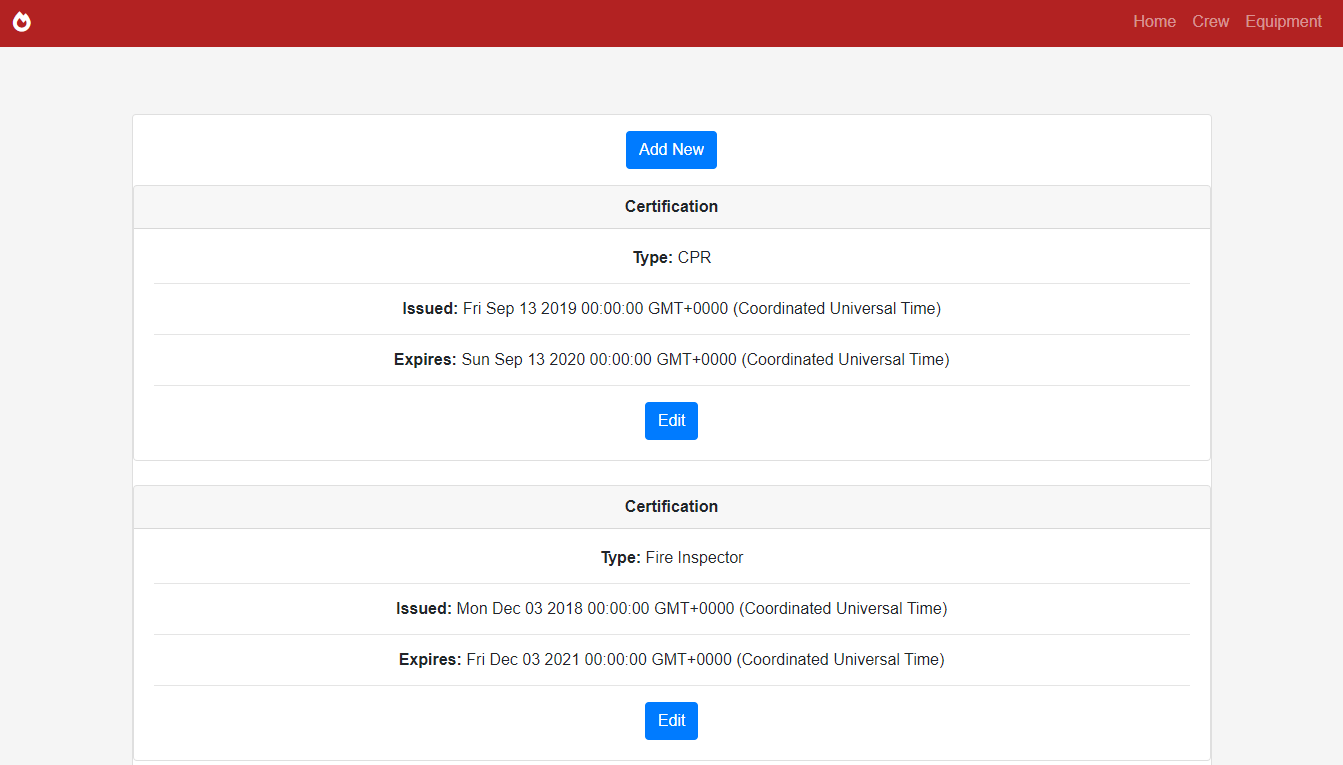 Home Crew Equipment
Add New
Certification
Type: CPR
Issued: Fri Sep 13 2019 00:00:00 GMT+0000 (Coordinated Universal Time)
Expires: Sun Sep 13 2020 00:00:00 GMT+0000 (Coordinated Universal Time)
Edit
Certification
Type: Fire Inspector
Issued: Mon Dec 03 2018 00:00:00 GMT+0000 (Coordinated Universal Time)
Expires: Fri Dec 03 2021 00:00:00 GMT+0000 (Coordinated Universal Time)
Edit